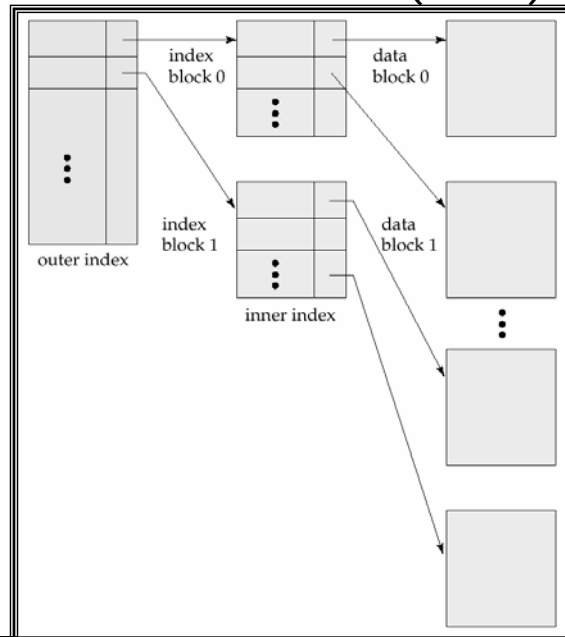 index
block 0
data
block 0
outer index
index
block 1
data
block 1
inner index